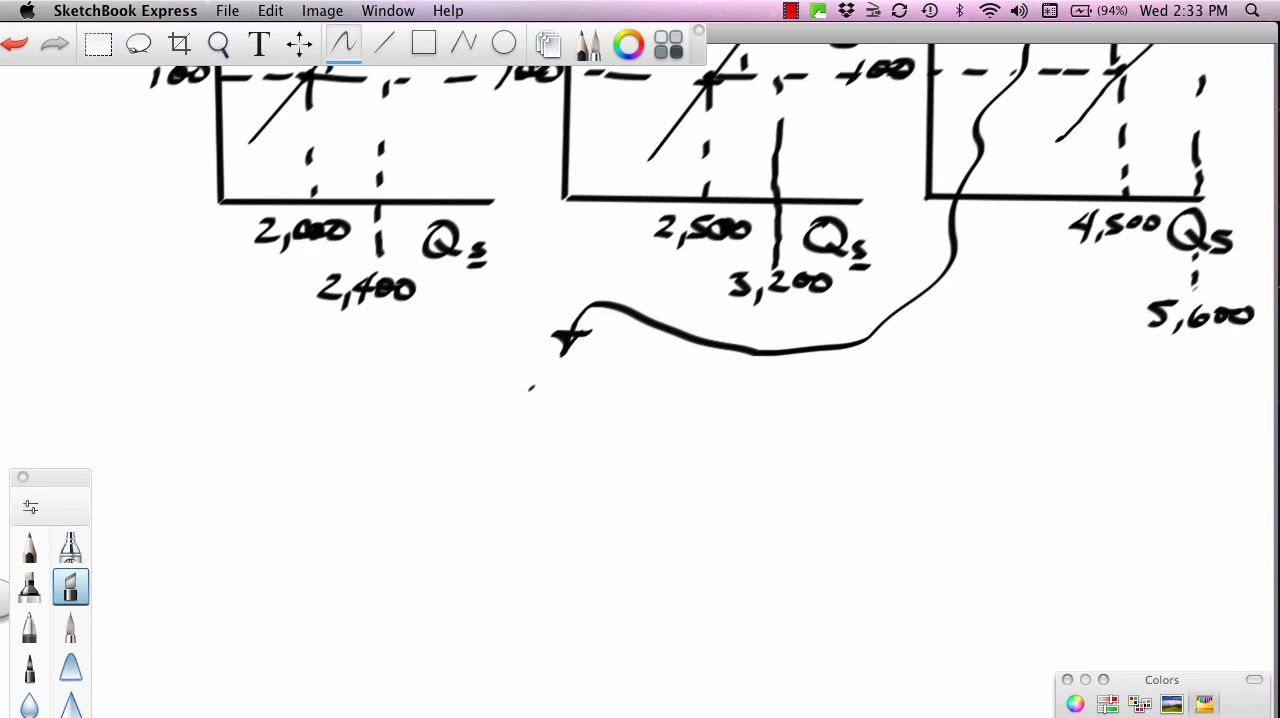 SketchBook Express File Edit Image Window Help (94%) Wed 2:33 PM
T
100 100 100
2,000 Qs 2,500 Qs 4,500 Qs
2,400 3,200 5,600
Colors